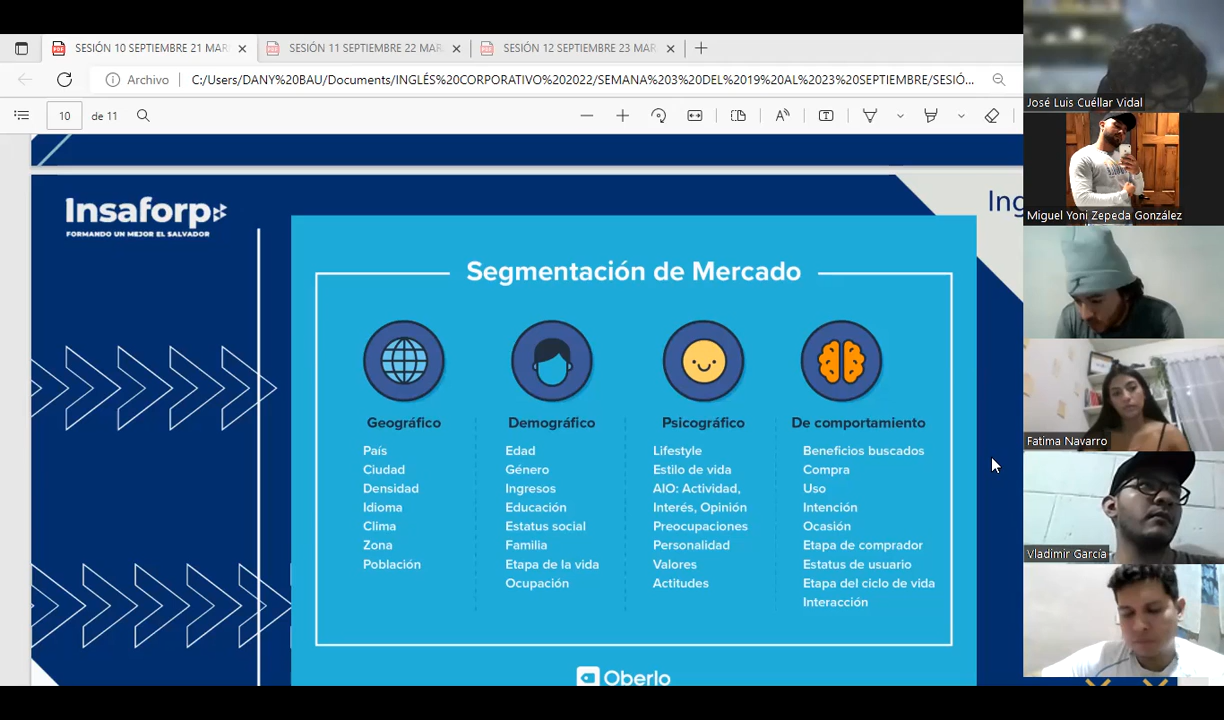 SESIÓN 10 SEPTIEMBRE 21 MAR
SESIÓN 11 SEPTIEMBRE 22 MAR
SESIÓN 12 SEPTIEMBRE 23 MAR
Archivo
C:/Users/DANY%20BAU/Documents/INGLÉS%20CORPORATIVO%202022/SEMANA%203%20DEL%2019%20AL%2023%20SEPTIEMBRE/SESIÓ...
10
de 11
Insaforp
FORMANDO UN MEJOR EL SALVADOR
Ing
Segmentación de Mercado
Geográfico
País
Ciudad
Densidad
Idioma
Clima
Zona
Población
Demográfico
Edad
Género
Ingresos
Educación
Estatus social
Familia
Etapa de la vida
Ocupación
Psicográfico
Lifestyle
Estilo de vida
AIO: Actividad,
Interés, Opinión
Preocupaciones
Personalidad
Valores
Actitudes
De comportamiento
Beneficios buscados
Compra
Uso
Intención
Ocasión
Etapa de comprador
Estatus de usuario
Etapa del ciclo de vida
Interacción
Oberlo
José Luis Cuéllar Vidal
Miguel Yoni Zepeda González
Fatima Navarro
Vladimir García